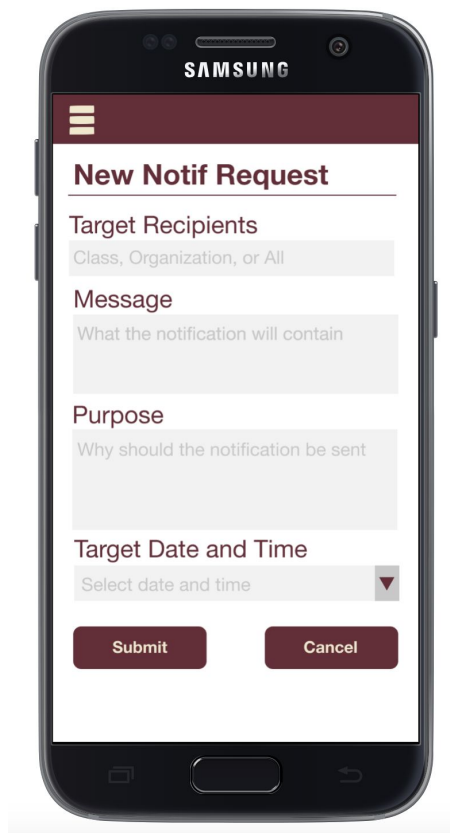 SAMSUNG
New Notif Request
Target Recipients
Class, Organization, or All
Message
What the notification will contain
Purpose
Why should the notification be sent
Target Date and Time
Select date and time
Submit
Cancel